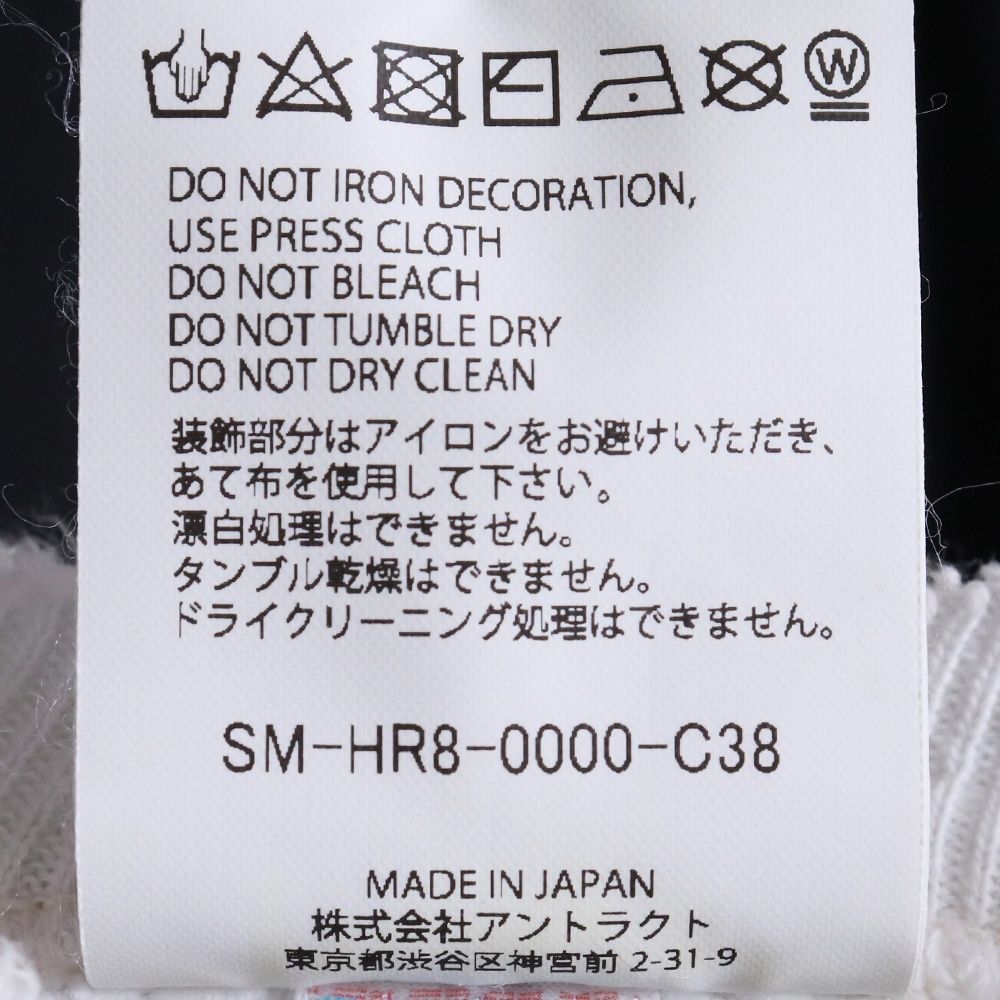 W
DO NOT IRON DECORATION,
USE PRESS CLOTH
DO NOT BLEACH
DO NOT TUMBLE DRY
DO NOT DRY CLEAN
装飾部分はアイロンをお避けいただき、
あて布を使用して下さい。
漂白処理はできません。
タンブル乾燥はできません。
ドライクリーニング処理はできません。
SM-HR8-0000-C38
MADE IN JAPAN
株式会社アントラクト
東京都渋谷区神宮前 2-31-9